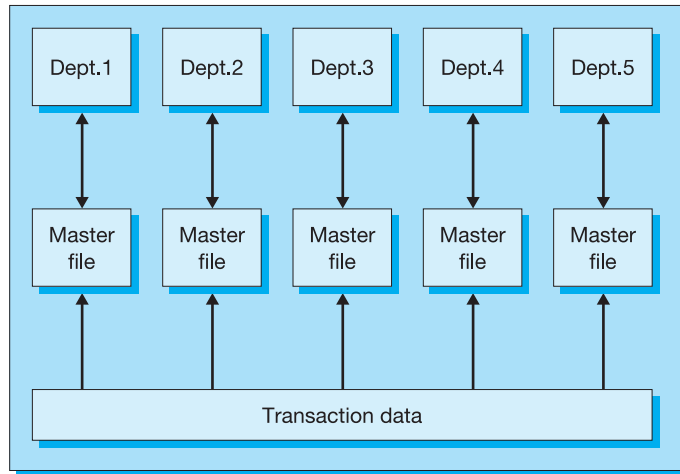 Dept.1
Dept.2
Dept.3
Dept.4
Dept.5
Master
file
Master
file
Master
file
Master
file
Master
file
Transaction data